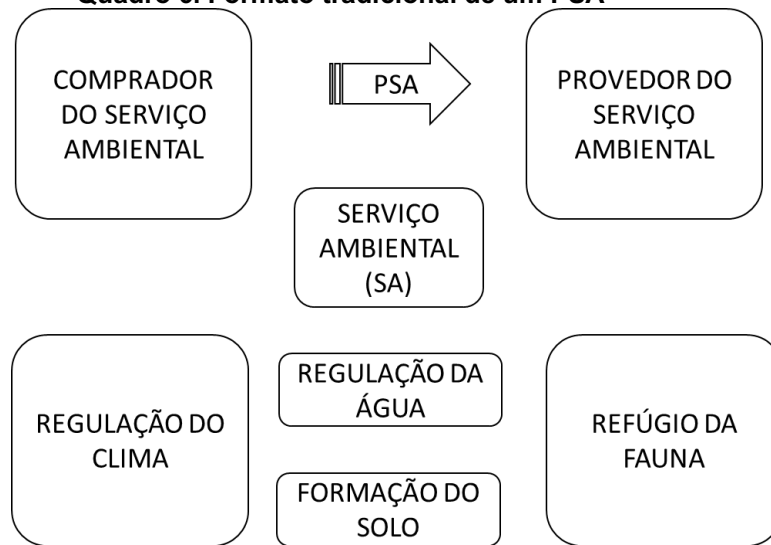 COMPRADOR
DO SERVIÇO
AMBIENTAL
PSA
PROVEDOR DO
SERVIÇO
AMBIENTAL
SERVIÇO
AMBIENTAL
(SA)
REGULAÇÃO DO
CLIMA
REGULAÇÃO DA
ÁGUA
FORMAÇÃO DO
SOLO
REFÚGIO DA
FAUNA